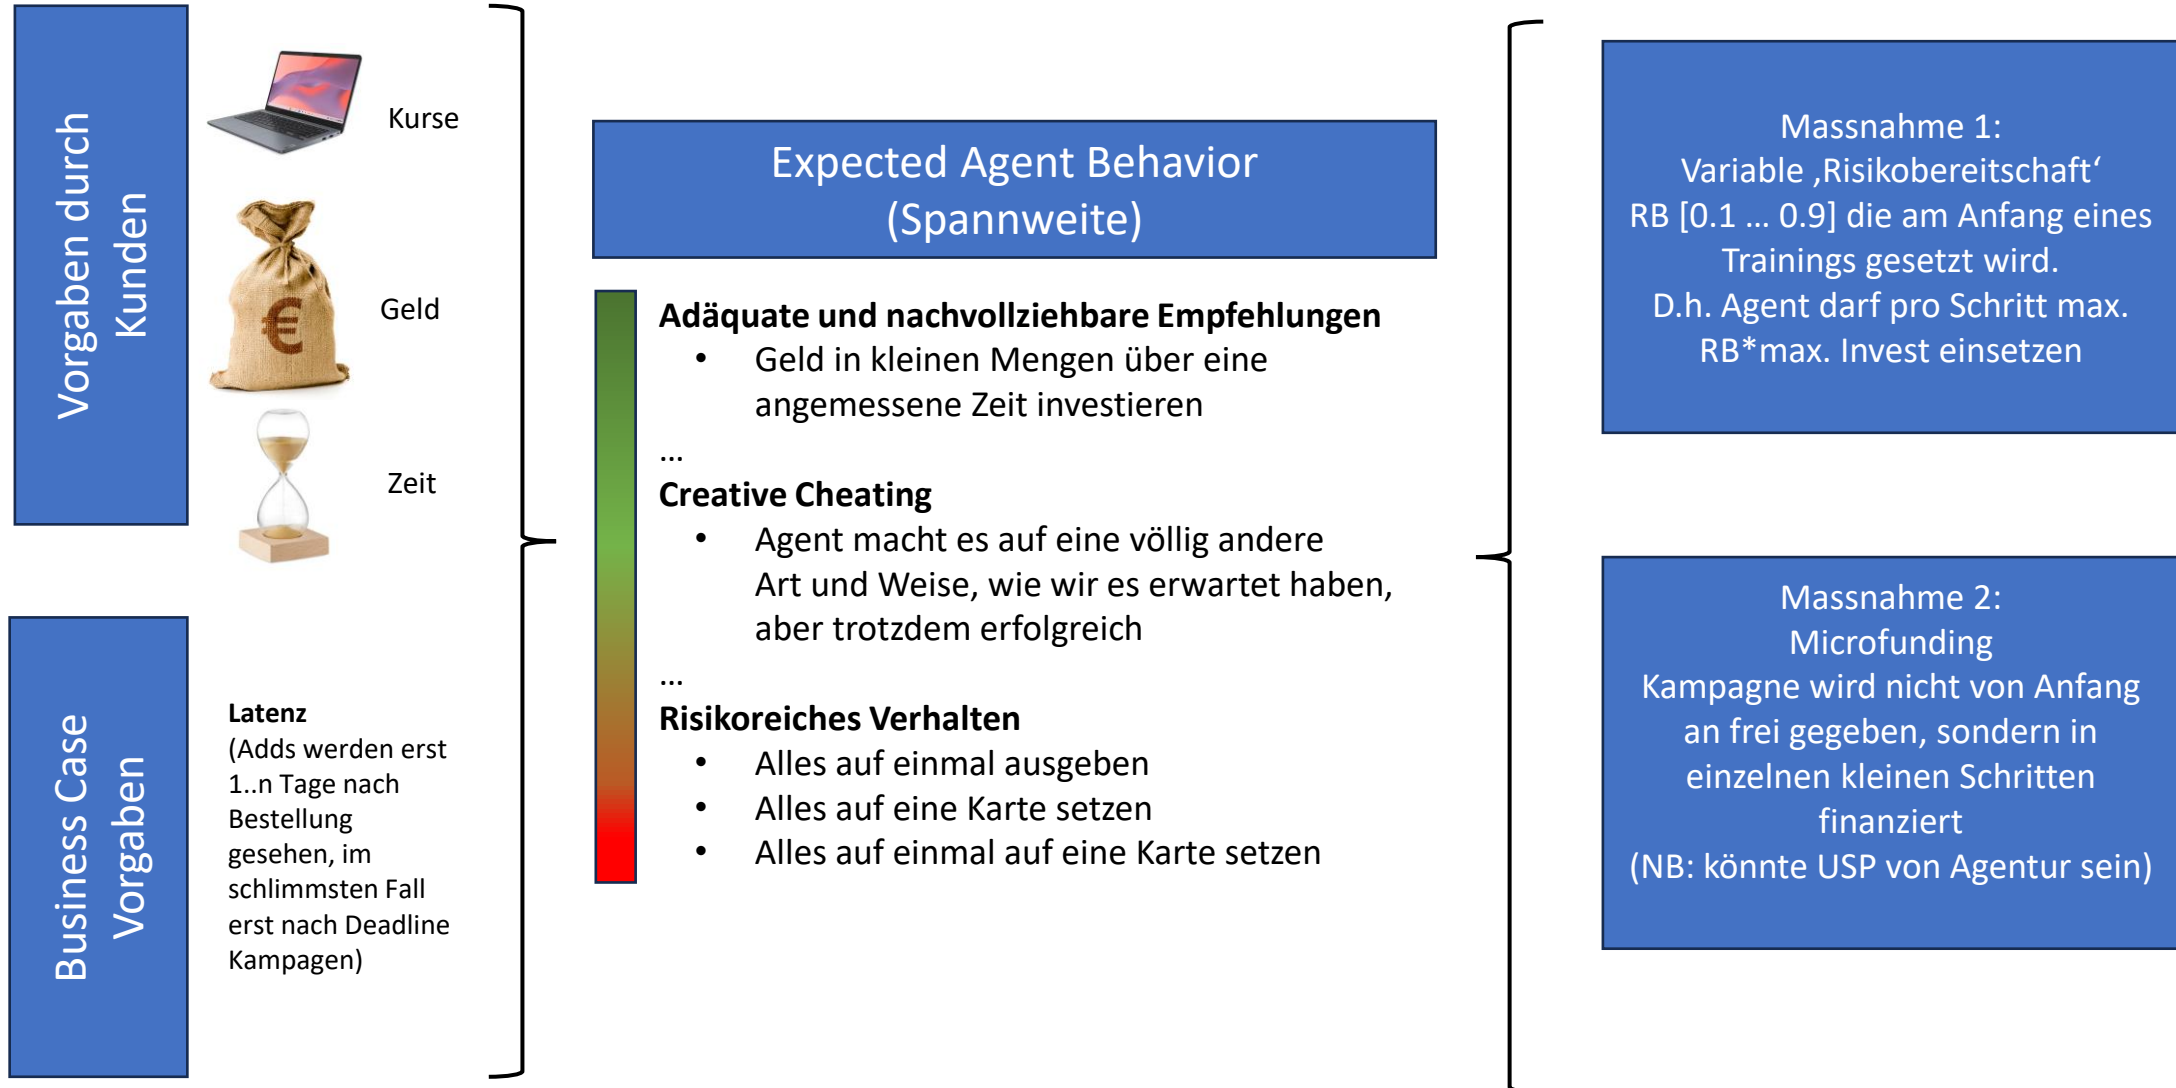 Vorgaben durch
Kunden
Kurse
Geld
€
Zeit
Business Case
Vorgaben
Latenz
(Adds werden erst
1..n Tage nach
Bestellung
gesehen, im
schlimmsten Fall
erst nach Deadline
Kampagen)
Expected Agent Behavior
(Spannweite)
Adäquate und nachvollziehbare Empfehlungen
• Geld in kleinen Mengen über eine
angemessene Zeit investieren
...
Creative Cheating
• Agent macht es auf eine völlig andere
Art und Weise, wie wir es erwartet haben,
aber trotzdem erfolgreich
...
Risikoreiches Verhalten
• Alles auf einmal ausgeben
• Alles auf eine Karte setzen
• Alles auf einmal auf eine Karte setzen
Massnahme 1:
Variable ‚Risikobereitschaft‘
RB [0.1 … 0.9] die am Anfang eines
Trainings gesetzt wird.
D.h. Agent darf pro Schritt max.
RB*max. Invest einsetzen
Massnahme 2:
Microfunding
Kampagne wird nicht von Anfang
an frei gegeben, sondern in
einzelnen kleinen Schritten
finanziert
(NB: könnte USP von Agentur sein)